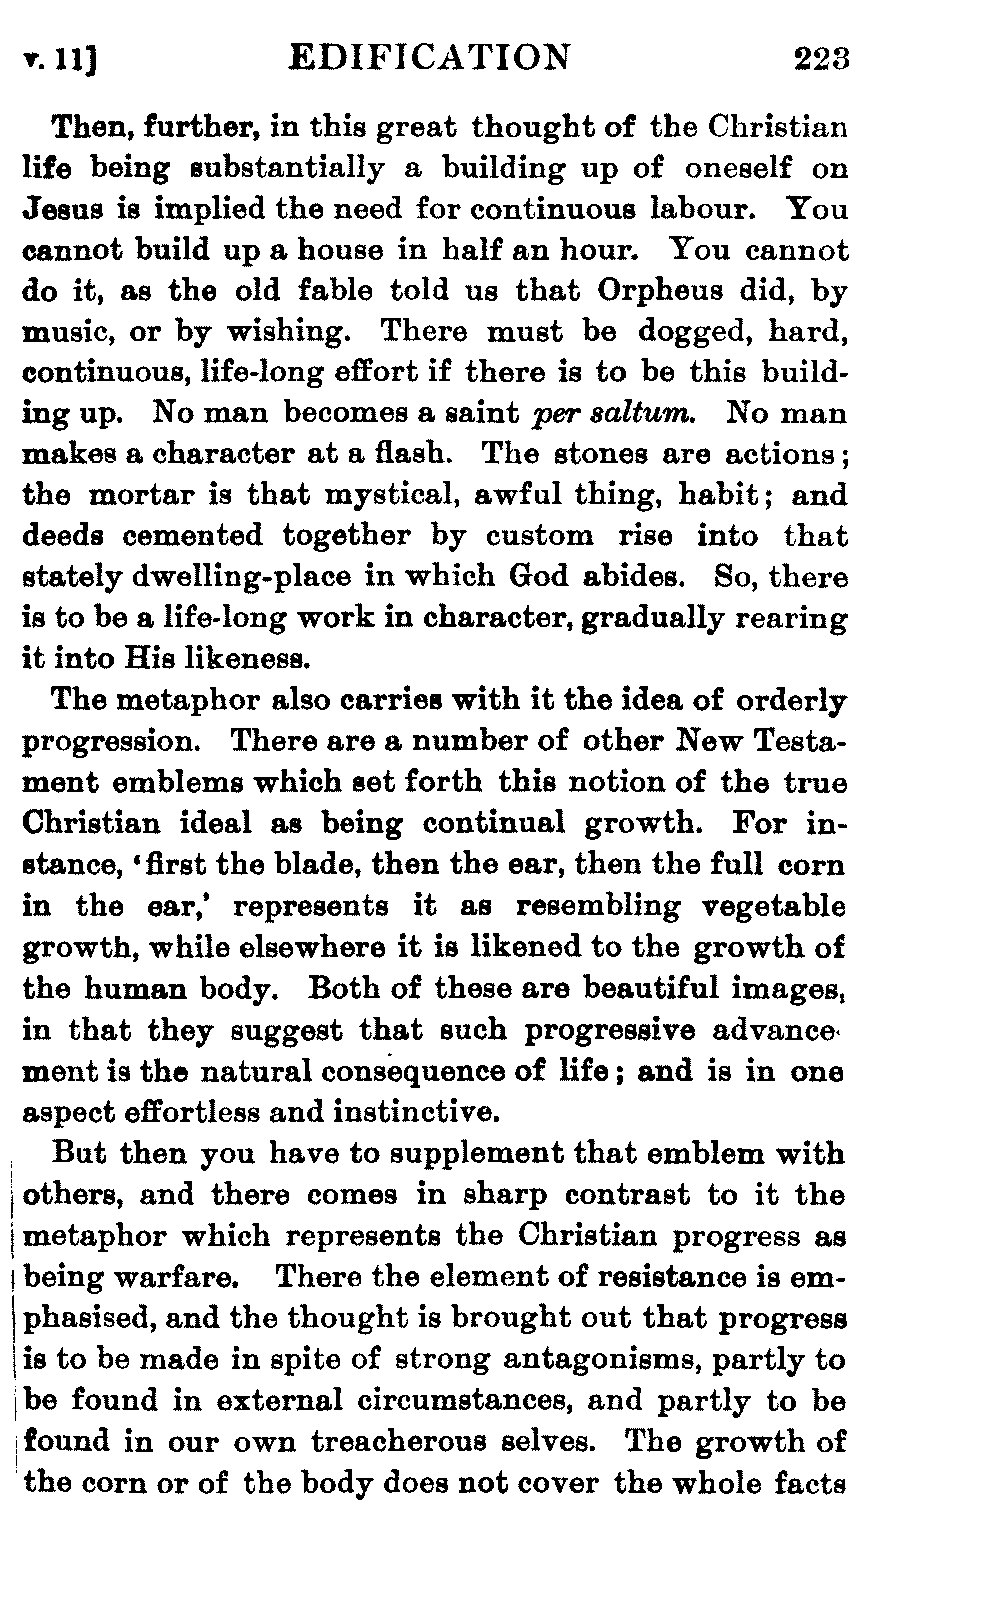 v. 11] EDIFICATION 223
Then, further, in this great thought of the Christian
life being substantially a building up of oneself on
Jesus is implied the need for continuous labour. You
cannot build up a house in half an hour. You cannot
do it, as the old fable told us that Orpheus did, by
music, or by wishing. There must be dogged, hard,
continuous, life-long effort if there is to be this build-
ing up. No man becomes a saint per saltum. No man
makes a character at a flash. The stones are actions;
the mortar is that mystical, awful thing, habit; and
deeds cemented together by custom rise into that
stately dwelling-place in which God abides. So, there
is to be a life-long work in character, gradually rearing
it into His likeness.
The metaphor also carries with it the idea of orderly
progression. There are a number of other New Testa-
ment emblems which set forth this notion of the true
Christian ideal as being continual growth. For in-
stance, ‘first the blade, then the ear, then the full corn
in the ear,’ represents it as resembling vegetable
growth, while elsewhere it is likened to the growth of
the human body. Both of these are beautiful images,
in that they suggest that such progressive advance-
ment is the natural consequence of life; and is in one
aspect effortless and instinctive.
But then you have to supplement that emblem with
others, and there comes in sharp contrast to it the
metaphor which represents the Christian progress as
being warfare. There the element of resistance is em-
phasised, and the thought is brought out that progress
is to be made in spite of strong antagonisms, partly to
be found in external circumstances, and partly to be
found in our own treacherous selves. The growth of
the corn or of the body does not cover the whole facts